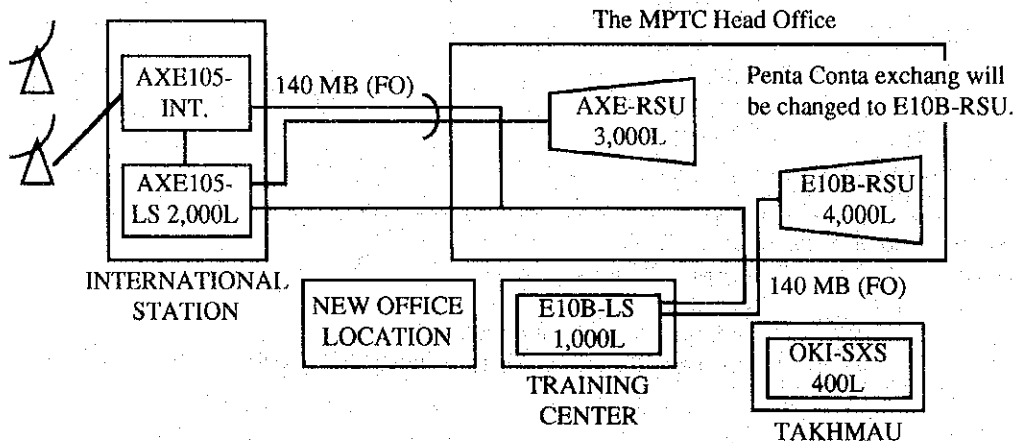 The MPTC Head Office
AXE105-
INT.
140 MB (FO)
AXE-RSU
3,000L
Penta Conta exchang will
be changed to E10B-RSU.
AXE105-
LS 2,000L
E10B-RSU
4,000L
INTERNATIONAL
STATION
NEW OFFICE
LOCATION
E10B-LS
1,000L
140 MB (FO)
TRAINING
CENTER
OKI-SXS
400L
TAKHMAU